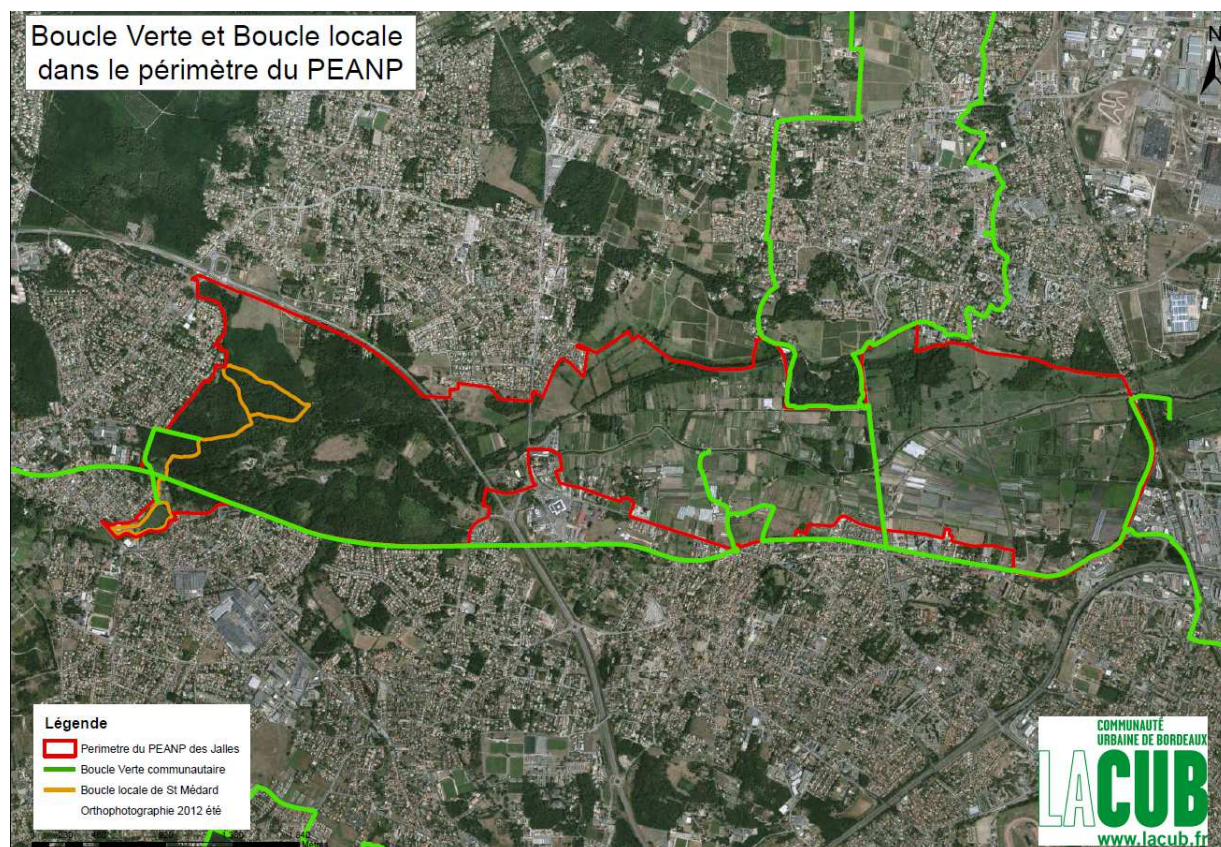 Boucle Verte et Boucle locale
dans le périmètre du PEANP
N
Légende
Perimetre du PEANP des Jalles
Boucle Verte communautaire
Boucle locale de St Médard
Orthophotographie 2012 été
COMMUNAUTÉ
URBAINE DE BORDEAUX
LACUB
www.lacub.fr